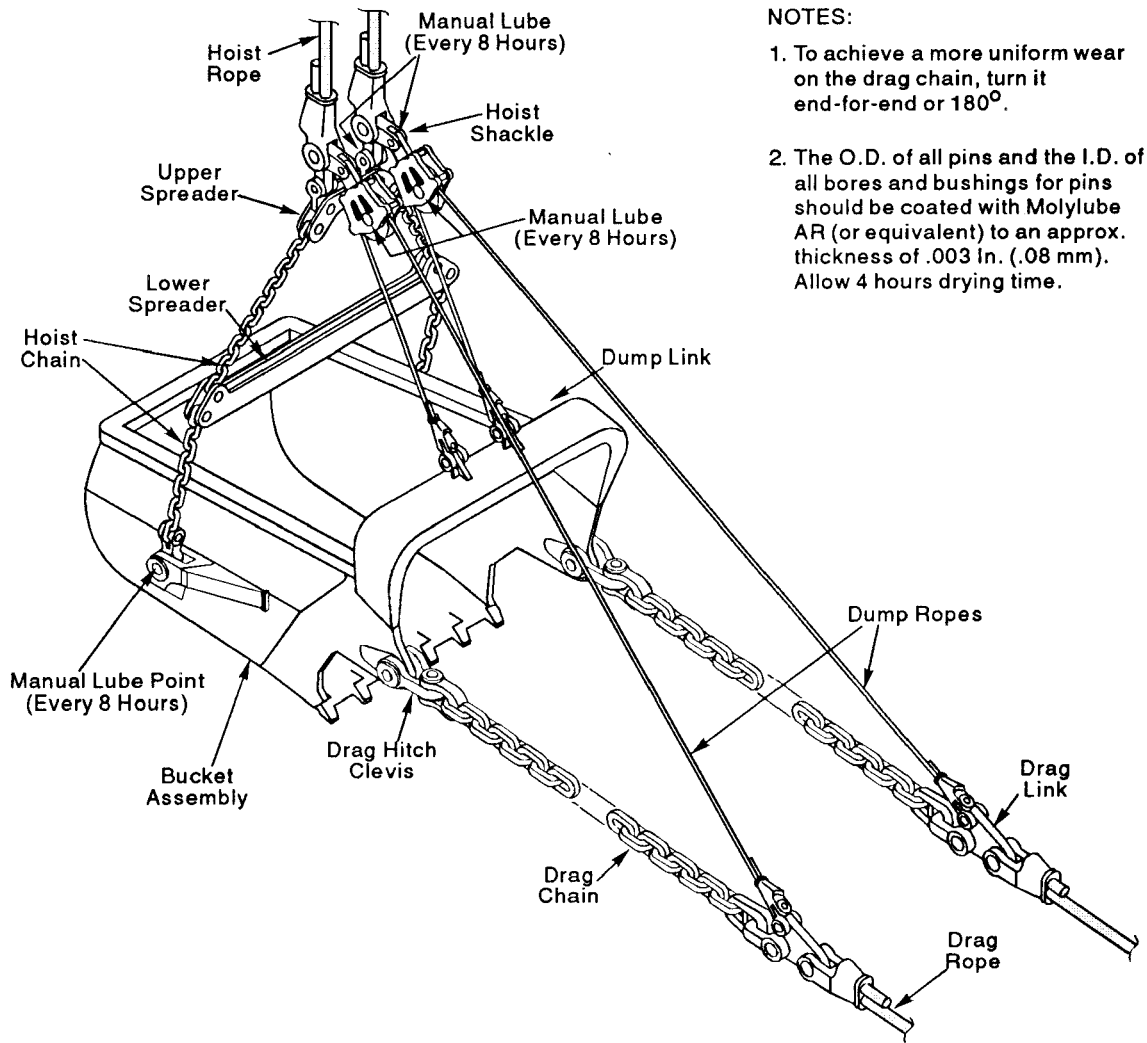 Hoist
Rope
Manual Lube
(Every 8 Hours)
Hoist
Shackle
Upper
Spreader
Manual Lube
(Every 8 Hours)
Lower
Spreader
Hoist
Chain
Dump Link
Dump Ropes
Manual Lube Point
(Every 8 Hours)
Drag Hitch
Clevis
Bucket
Assembly
Drag
Link
Drag
Chain
Drag
Rope
NOTES:
1. To achieve a more uniform wear
on the drag chain, turn it
end-for-end or 180°.
2. The O.D. of all pins and the I.D. of
all bores and bushings for pins
should be coated with Molylube
AR (or equivalent) to an approx.
thickness of .003 In. (.08 mm).
Allow 4 hours drying time.